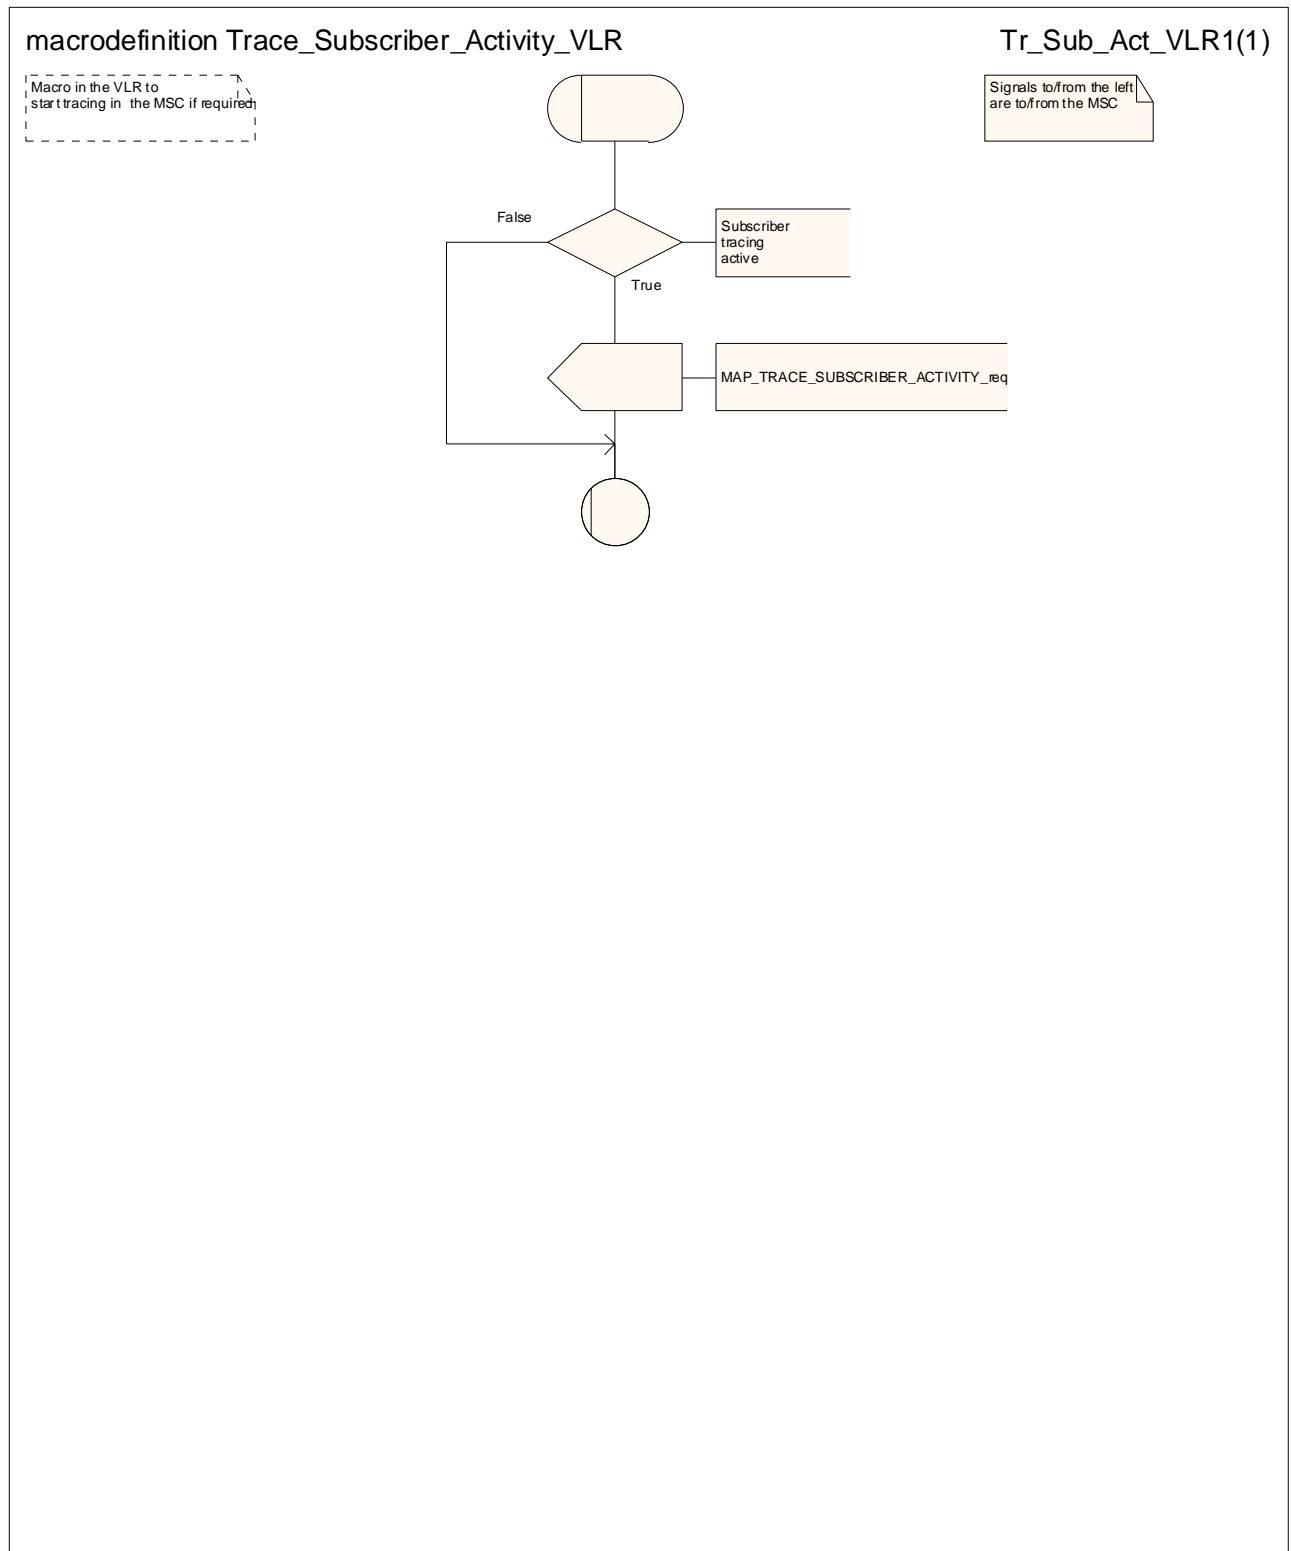 macrodefinition Trace_Subscriber_Activity_VLR
Tr_Sub_Act_VLR1(1)
Macro in the VLR to
start tracing in the MSC if required
Signals to/from the left
are to/from the MSC
False
Subscriber
tracing
active
True
MAP_TRACE_SUBSCRIBER_ACTIVITY_req